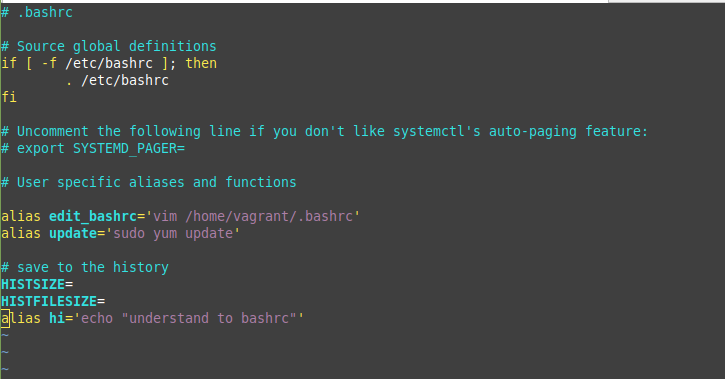 # .bashrc
# Source global definitions
if [ -f /etc/bashrc ]; then
. /etc/bashrc
fi
# Uncomment the following line if you don't like systemctl's auto-paging feature:
# export SYSTEMD_PAGER=
# User specific aliases and functions
alias edit_bashrc='vim /home/vagrant/.bashrc'
alias update='sudo yum update'
# save to the history
HISTSIZE=
HISTFILESIZE=
alias hi='echo "understand to bashrc"'
~
~
~